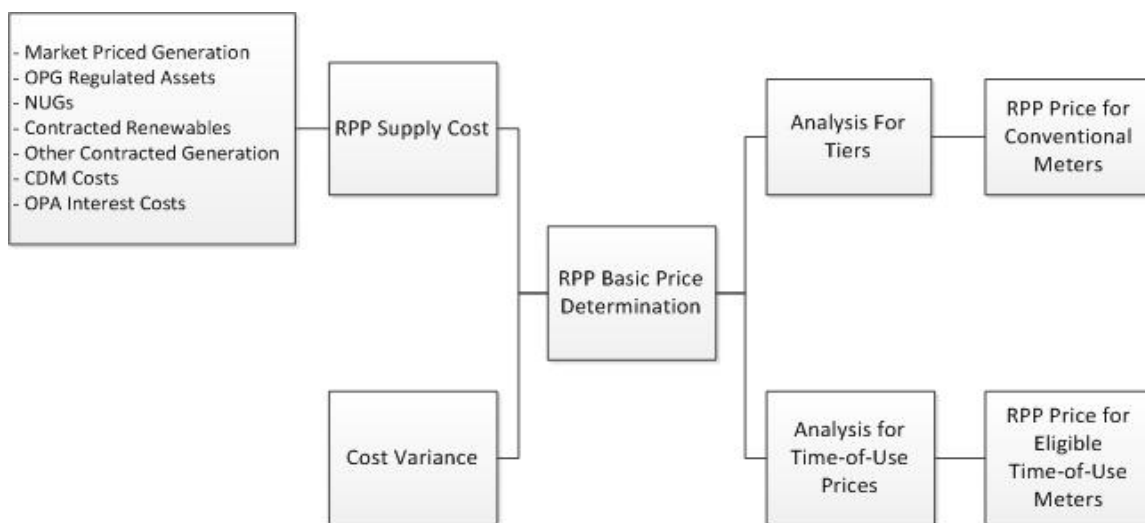 - Market Priced Generation
- OPG Regulated Assets
- NUGs
- Contracted Renewables
- Other Contracted Generation
- CDM Costs
- OPA Interest Costs
RPP Supply Cost
Cost Variance
RPP Basic Price
Determination
Analysis For
Tiers
RPP Price for
Conventional
Meters
Analysis for
Time-of-Use
Prices
RPP Price for
Eligible
Time-of-Use
Meters